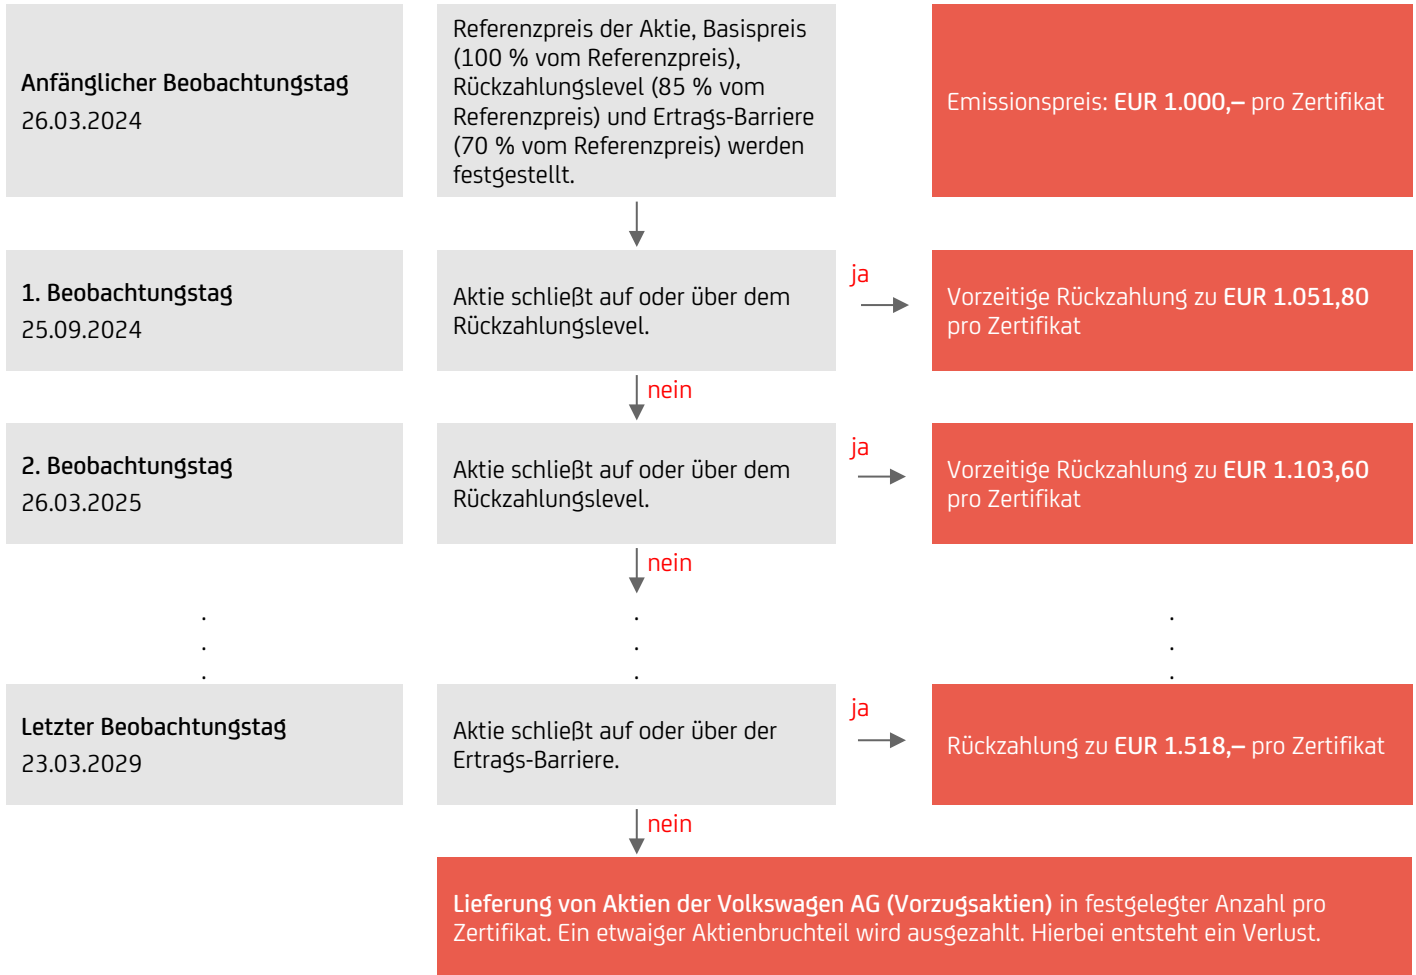 Anfänglicher Beobachtungstag
26.03.2024
Referenzpreis der Aktie, Basispreis
(100 % vom Referenzpreis),
Rückzahlungslevel (85 % vom
Referenzpreis) und Ertrags-Barriere
(70 % vom Referenzpreis) werden
festgestellt.
Emissionspreis: EUR 1.000,– pro Zertifikat
1. Beobachtungstag
25.09.2024
Aktie schließt auf oder über dem
Rückzahlungslevel.
ja
Vorzeitige Rückzahlung zu EUR 1.051,80
pro Zertifikat
nein
2. Beobachtungstag
26.03.2025
Aktie schließt auf oder über dem
Rückzahlungslevel.
ja
Vorzeitige Rückzahlung zu EUR 1.103,60
pro Zertifikat
nein
. . .
. . .
. . .
Letzter Beobachtungstag
23.03.2029
Aktie schließt auf oder über der
Ertrags-Barriere.
ja
Rückzahlung zu EUR 1.518,– pro Zertifikat
nein
Lieferung von Aktien der Volkswagen AG (Vorzugsaktien) in festgelegter Anzahl pro
Zertifikat. Ein etwaiger Aktienbruchteil wird ausgezahlt. Hierbei entsteht ein Verlust.